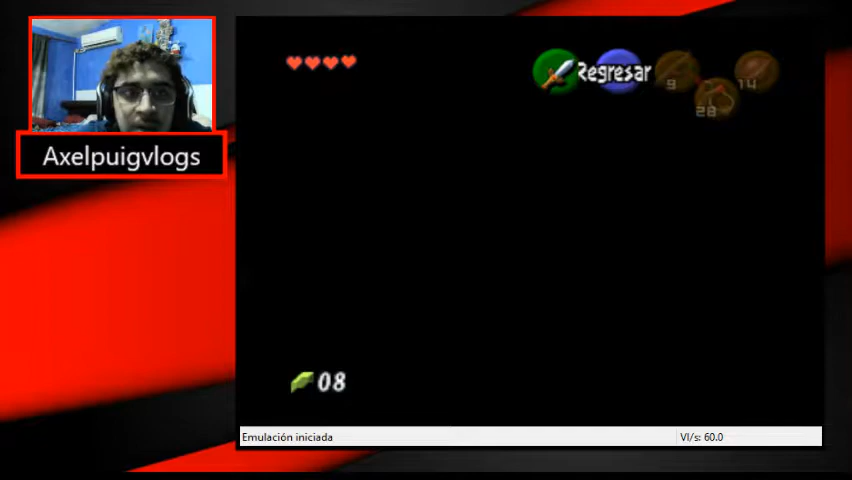 Regresar
9
14
28
Axelpuigvlogs
08
Emulación iniciada
VI/s: 60.0